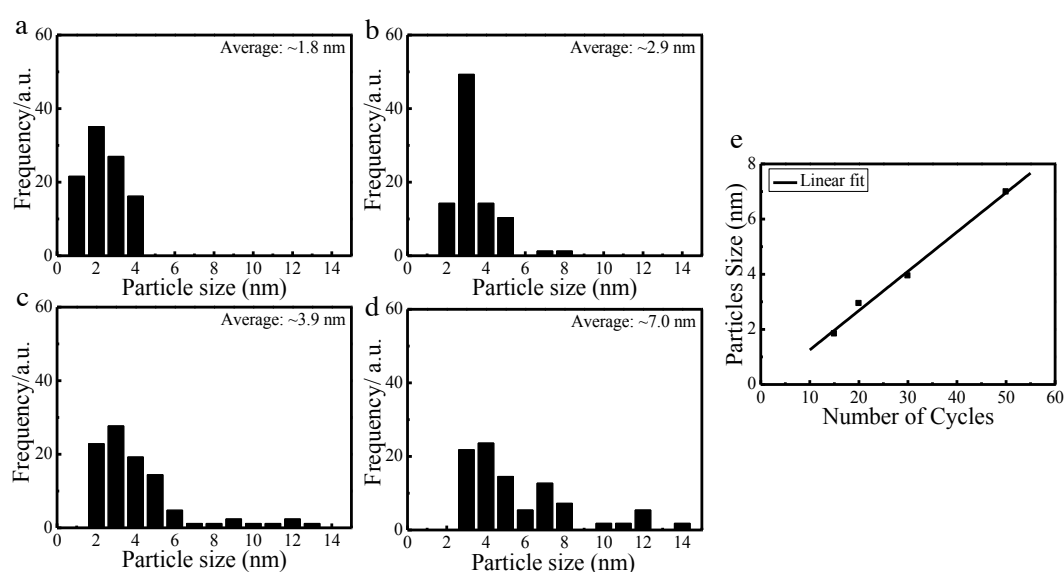 a
60
40
20
0
Frequency/a.u.
Average: ~1.8 nm
0 2 4 6 8 10 12 14
Particle size (nm)
b
60
40
20
0
Frequency/a.u.
Average: ~2.9 nm
0 2 4 6 8 10 12 14
Particle size (nm)
c
60
40
20
0
Frequency/a.u.
Average: ~3.9 nm
0 2 4 6 8 10 12 14
Particle size (nm)
d
60
40
20
0
Frequency/ a.u.
Average: ~7.0 nm
0 2 4 6 8 10 12 14
Particle size (nm)
e
8
6
4
2
0
Particles Size (nm)
Linear fit
0 10 20 30 40 50 60
Number of Cycles